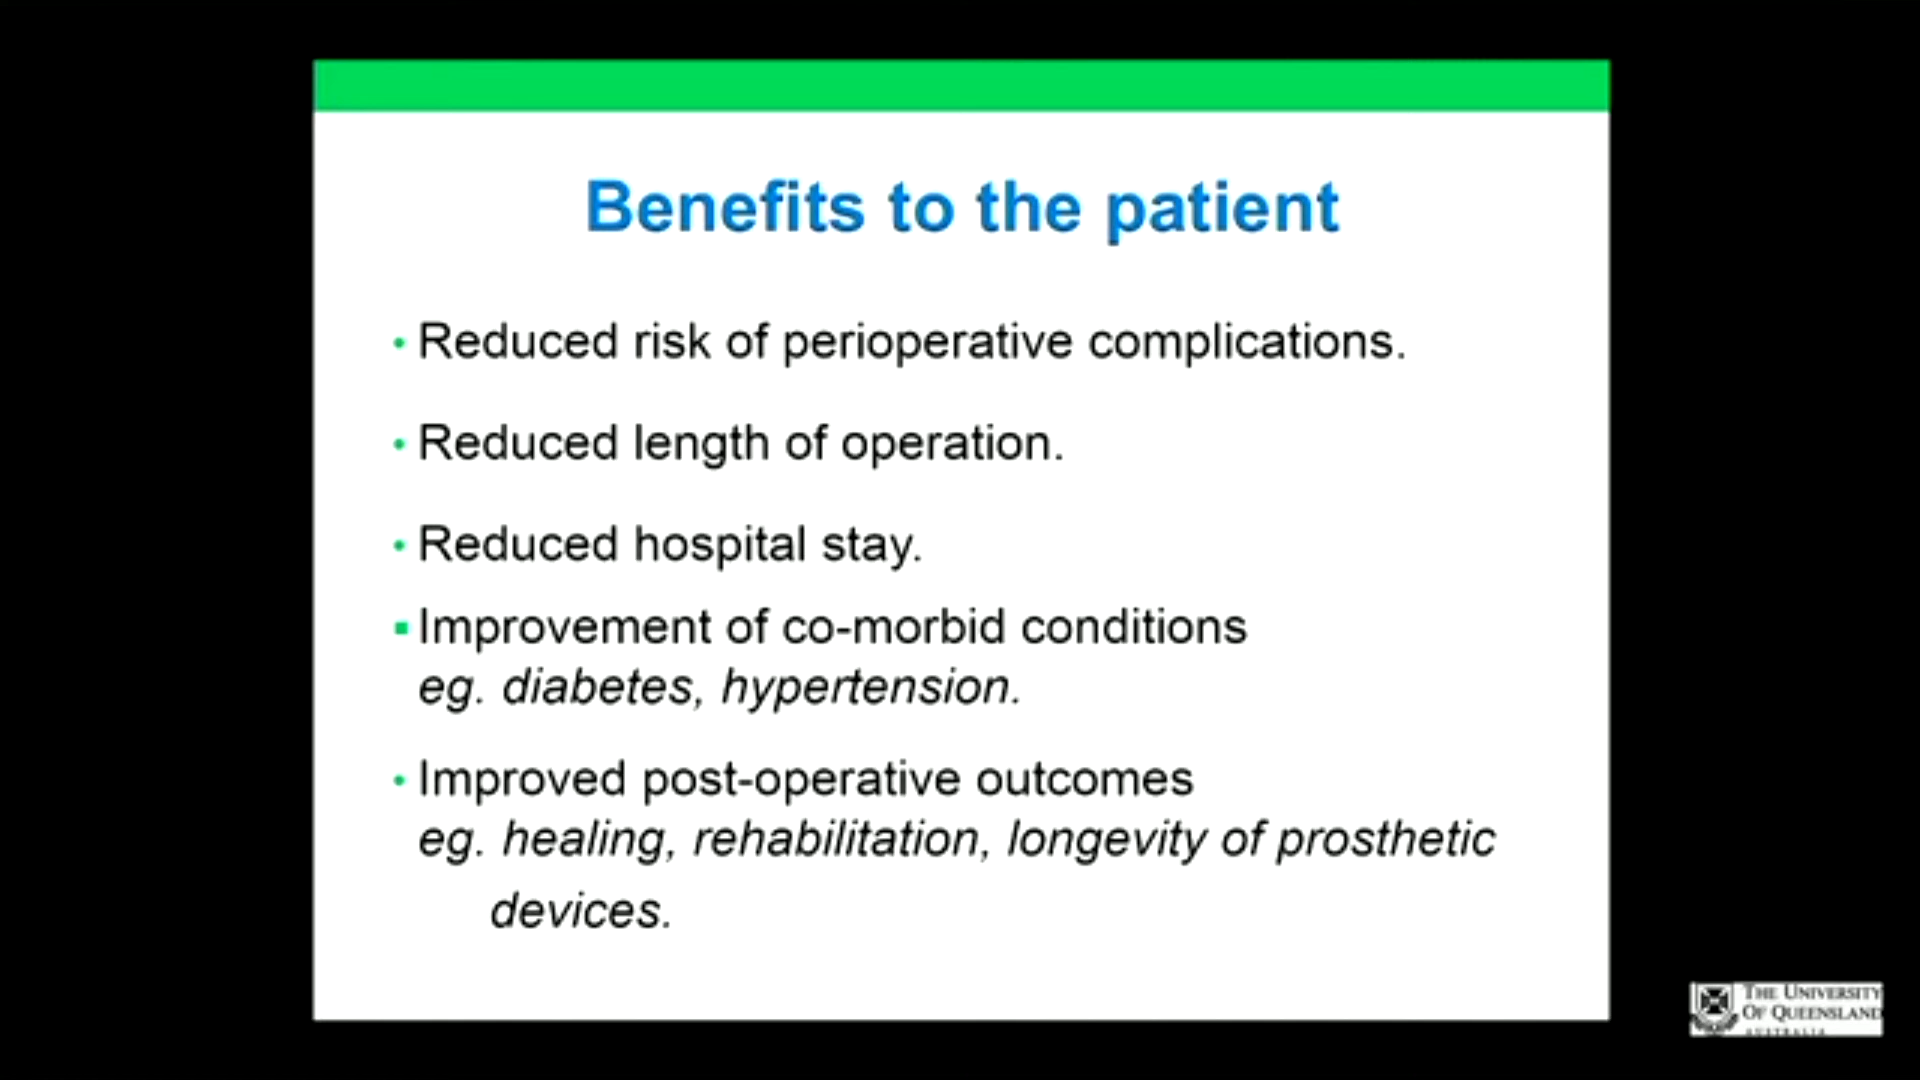 Benefits to the patient
• Reduced risk of perioperative complications.
• Reduced length of operation.
• Reduced hospital stay.
▪ Improvement of co-morbid conditions
eg. diabetes, hypertension.
• Improved post-operative outcomes
eg. healing, rehabilitation, longevity of prosthetic
devices.
THE UNIVERSITY
OF QUEENSLAND
AUSTRALIA